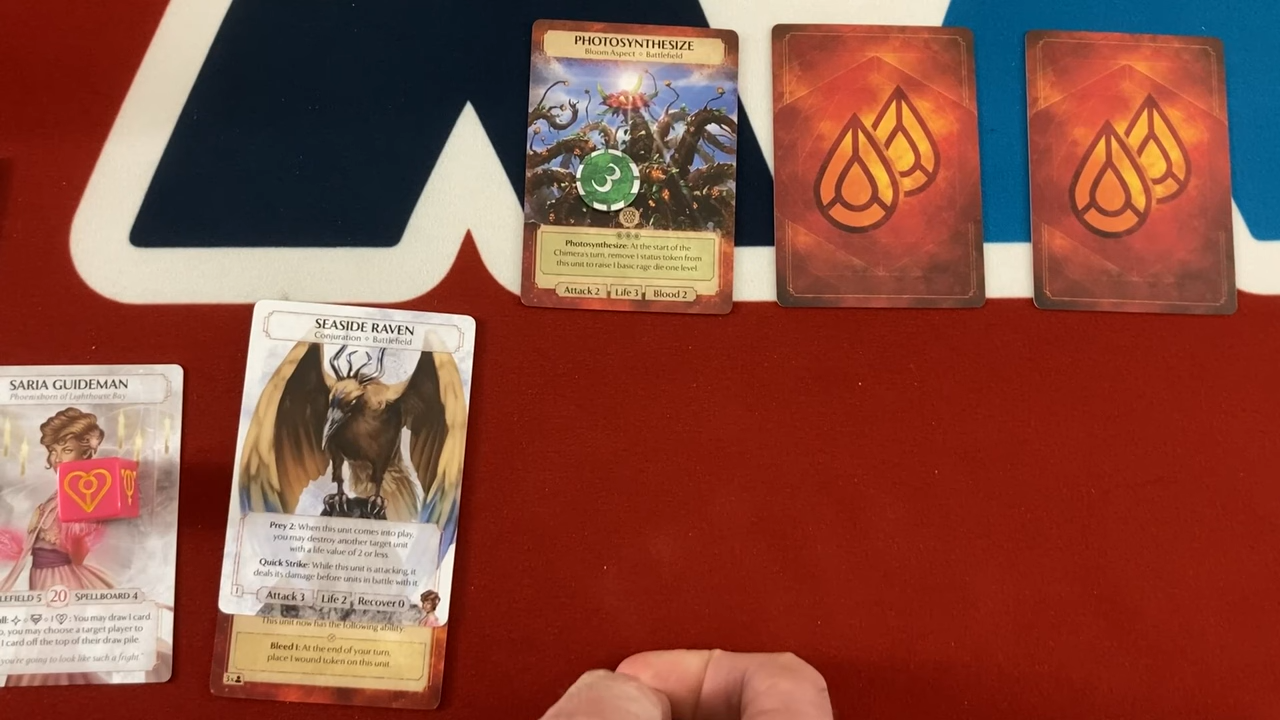 PHOTOSYNTHESIZE
Bloom Aspect ◇ Battlefield
3
Photosynthesize: At the start of the
Chimera's turn, remove 1 status token from
this unit to raise 1 basic rage die one level.
Attack 2 Life 3 Blood 2
SEASIDE RAVEN
Conjuration ◇ Battlefield
Prey 2: When this unit comes into play,
you may destroy another target unit
with a life value of 2 or less.
Quick Strike: While this unit is attacking, it
deals its damage before units in battle with it.
1
Attack 3 Life 2 Recover 0
This unit now has the following ability:
Bleed 1: At the end of your turn,
place 1 wound token on this unit.
3x
SARIA GUIDEMAN
Phoenixborn of Lighthouse Bay
LEFIELD 5 20 SPELLBOARD 4
: You may draw 1 card.
you may choose a target player to
1 card off the top of their draw pile.
you're going to look like such a fright."